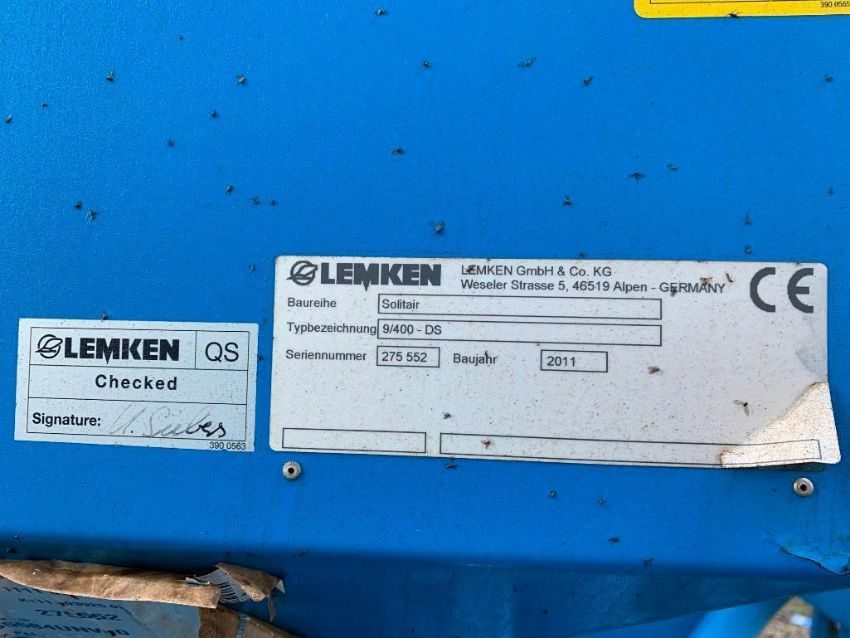 390 0565
LEMKEN LEMKEN GmbH & Co. KG
Weseler Strasse 5, 46519 Alpen - GERMANY
CE
Baureihe Solitair
Typbezeichnung 9/400 - DS
Seriennummer 275 552 Baujahr 2011
LEMKEN QS
Checked
Signature:
390 0563